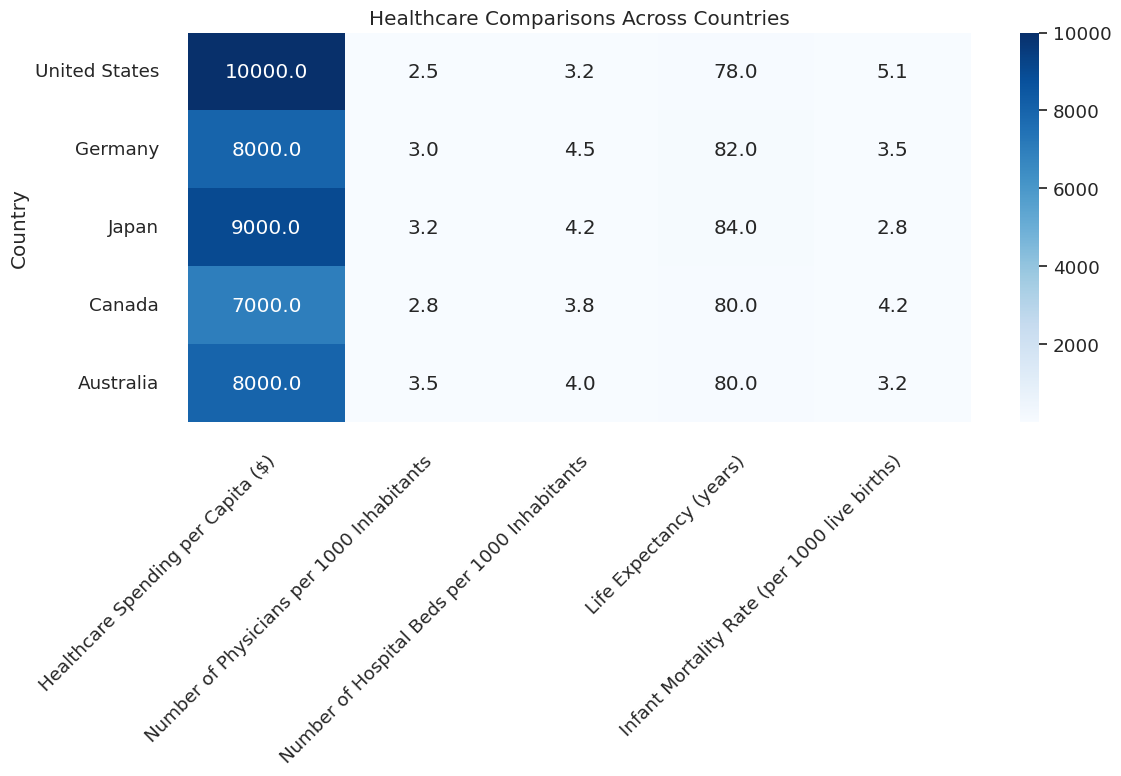 Healthcare Comparisons Across Countries
Country
United States 10000.0 2.5 3.2 78.0 5.1
Germany 8000.0 3.0 4.5 82.0 3.5
Japan 9000.0 3.2 4.2 84.0 2.8
Canada 7000.0 2.8 3.8 80.0 4.2
Australia 8000.0 3.5 4.0 80.0 3.2
Healthcare Spending per Capita ($)
Number of Physicians per 1000 Inhabitants
Number of Hospital Beds per 1000 Inhabitants
Life Expectancy (years)
Infant Mortality Rate (per 1000 live births)
10000
8000
6000
4000
2000